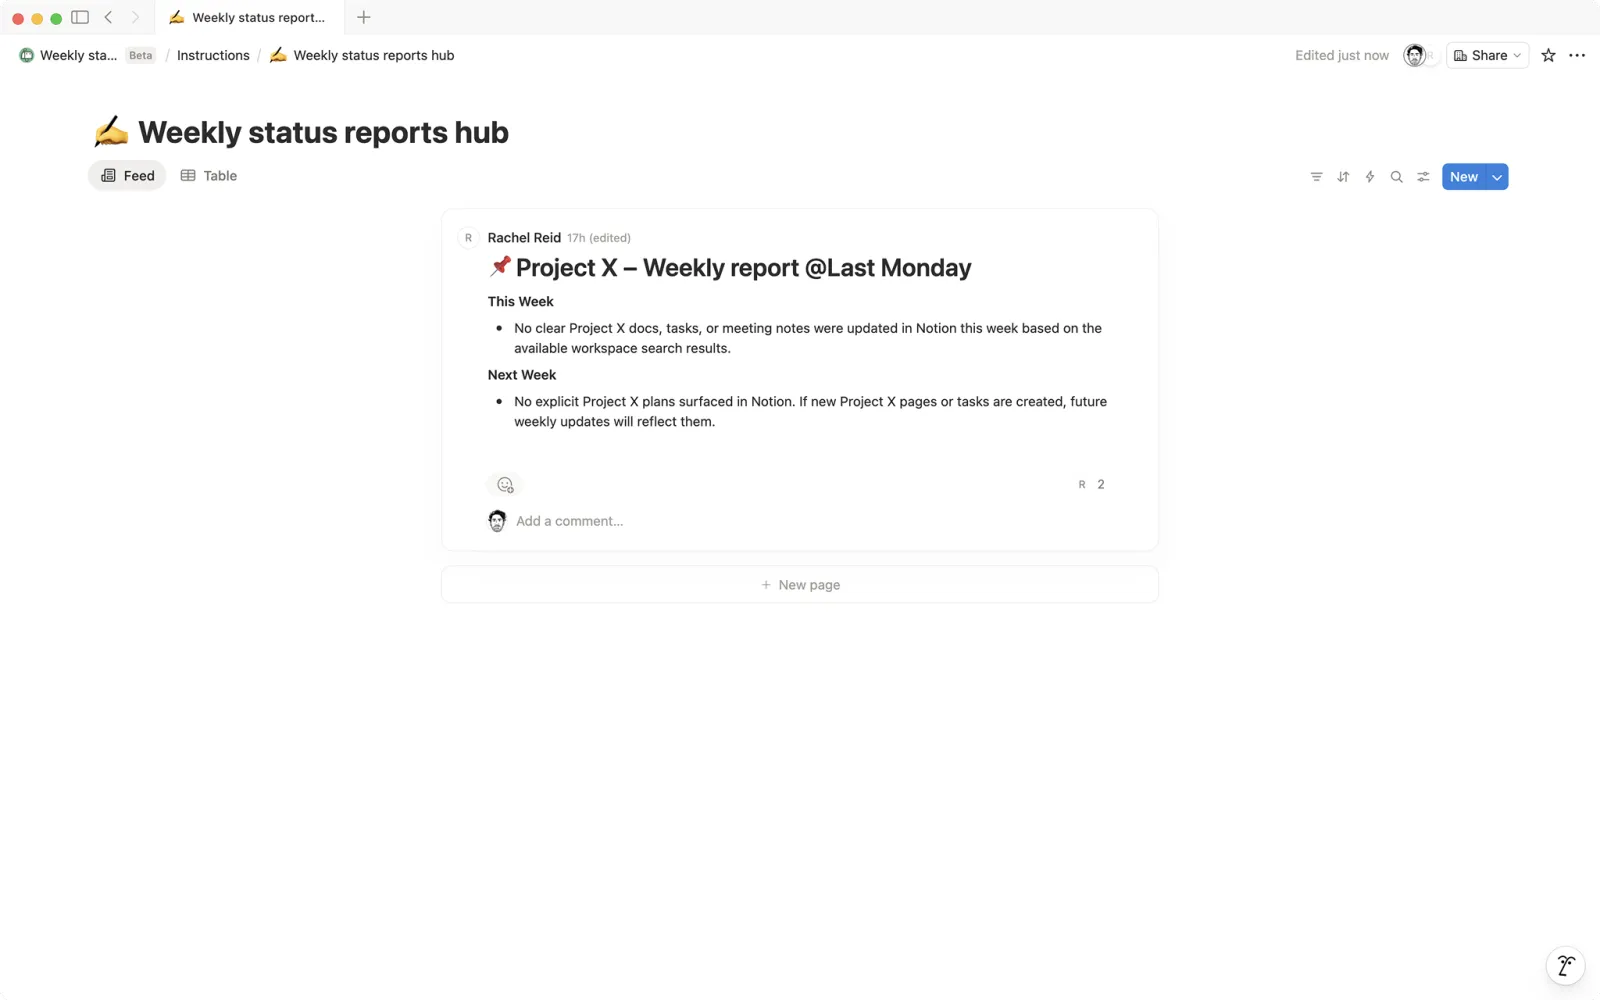 Weekly status report...
Weekly sta... Beta / Instructions / Weekly status reports hub
Edited just now
R
Share
Weekly status reports hub
Feed
Table
New
R
Rachel Reid 17h (edited)
Project X – Weekly report @Last Monday
This Week
• No clear Project X docs, tasks, or meeting notes were updated in Notion this week based on the
available workspace search results.
Next Week
• No explicit Project X plans surfaced in Notion. If new Project X pages or tasks are created, future
weekly updates will reflect them.
R 2
Add a comment...
+ New page